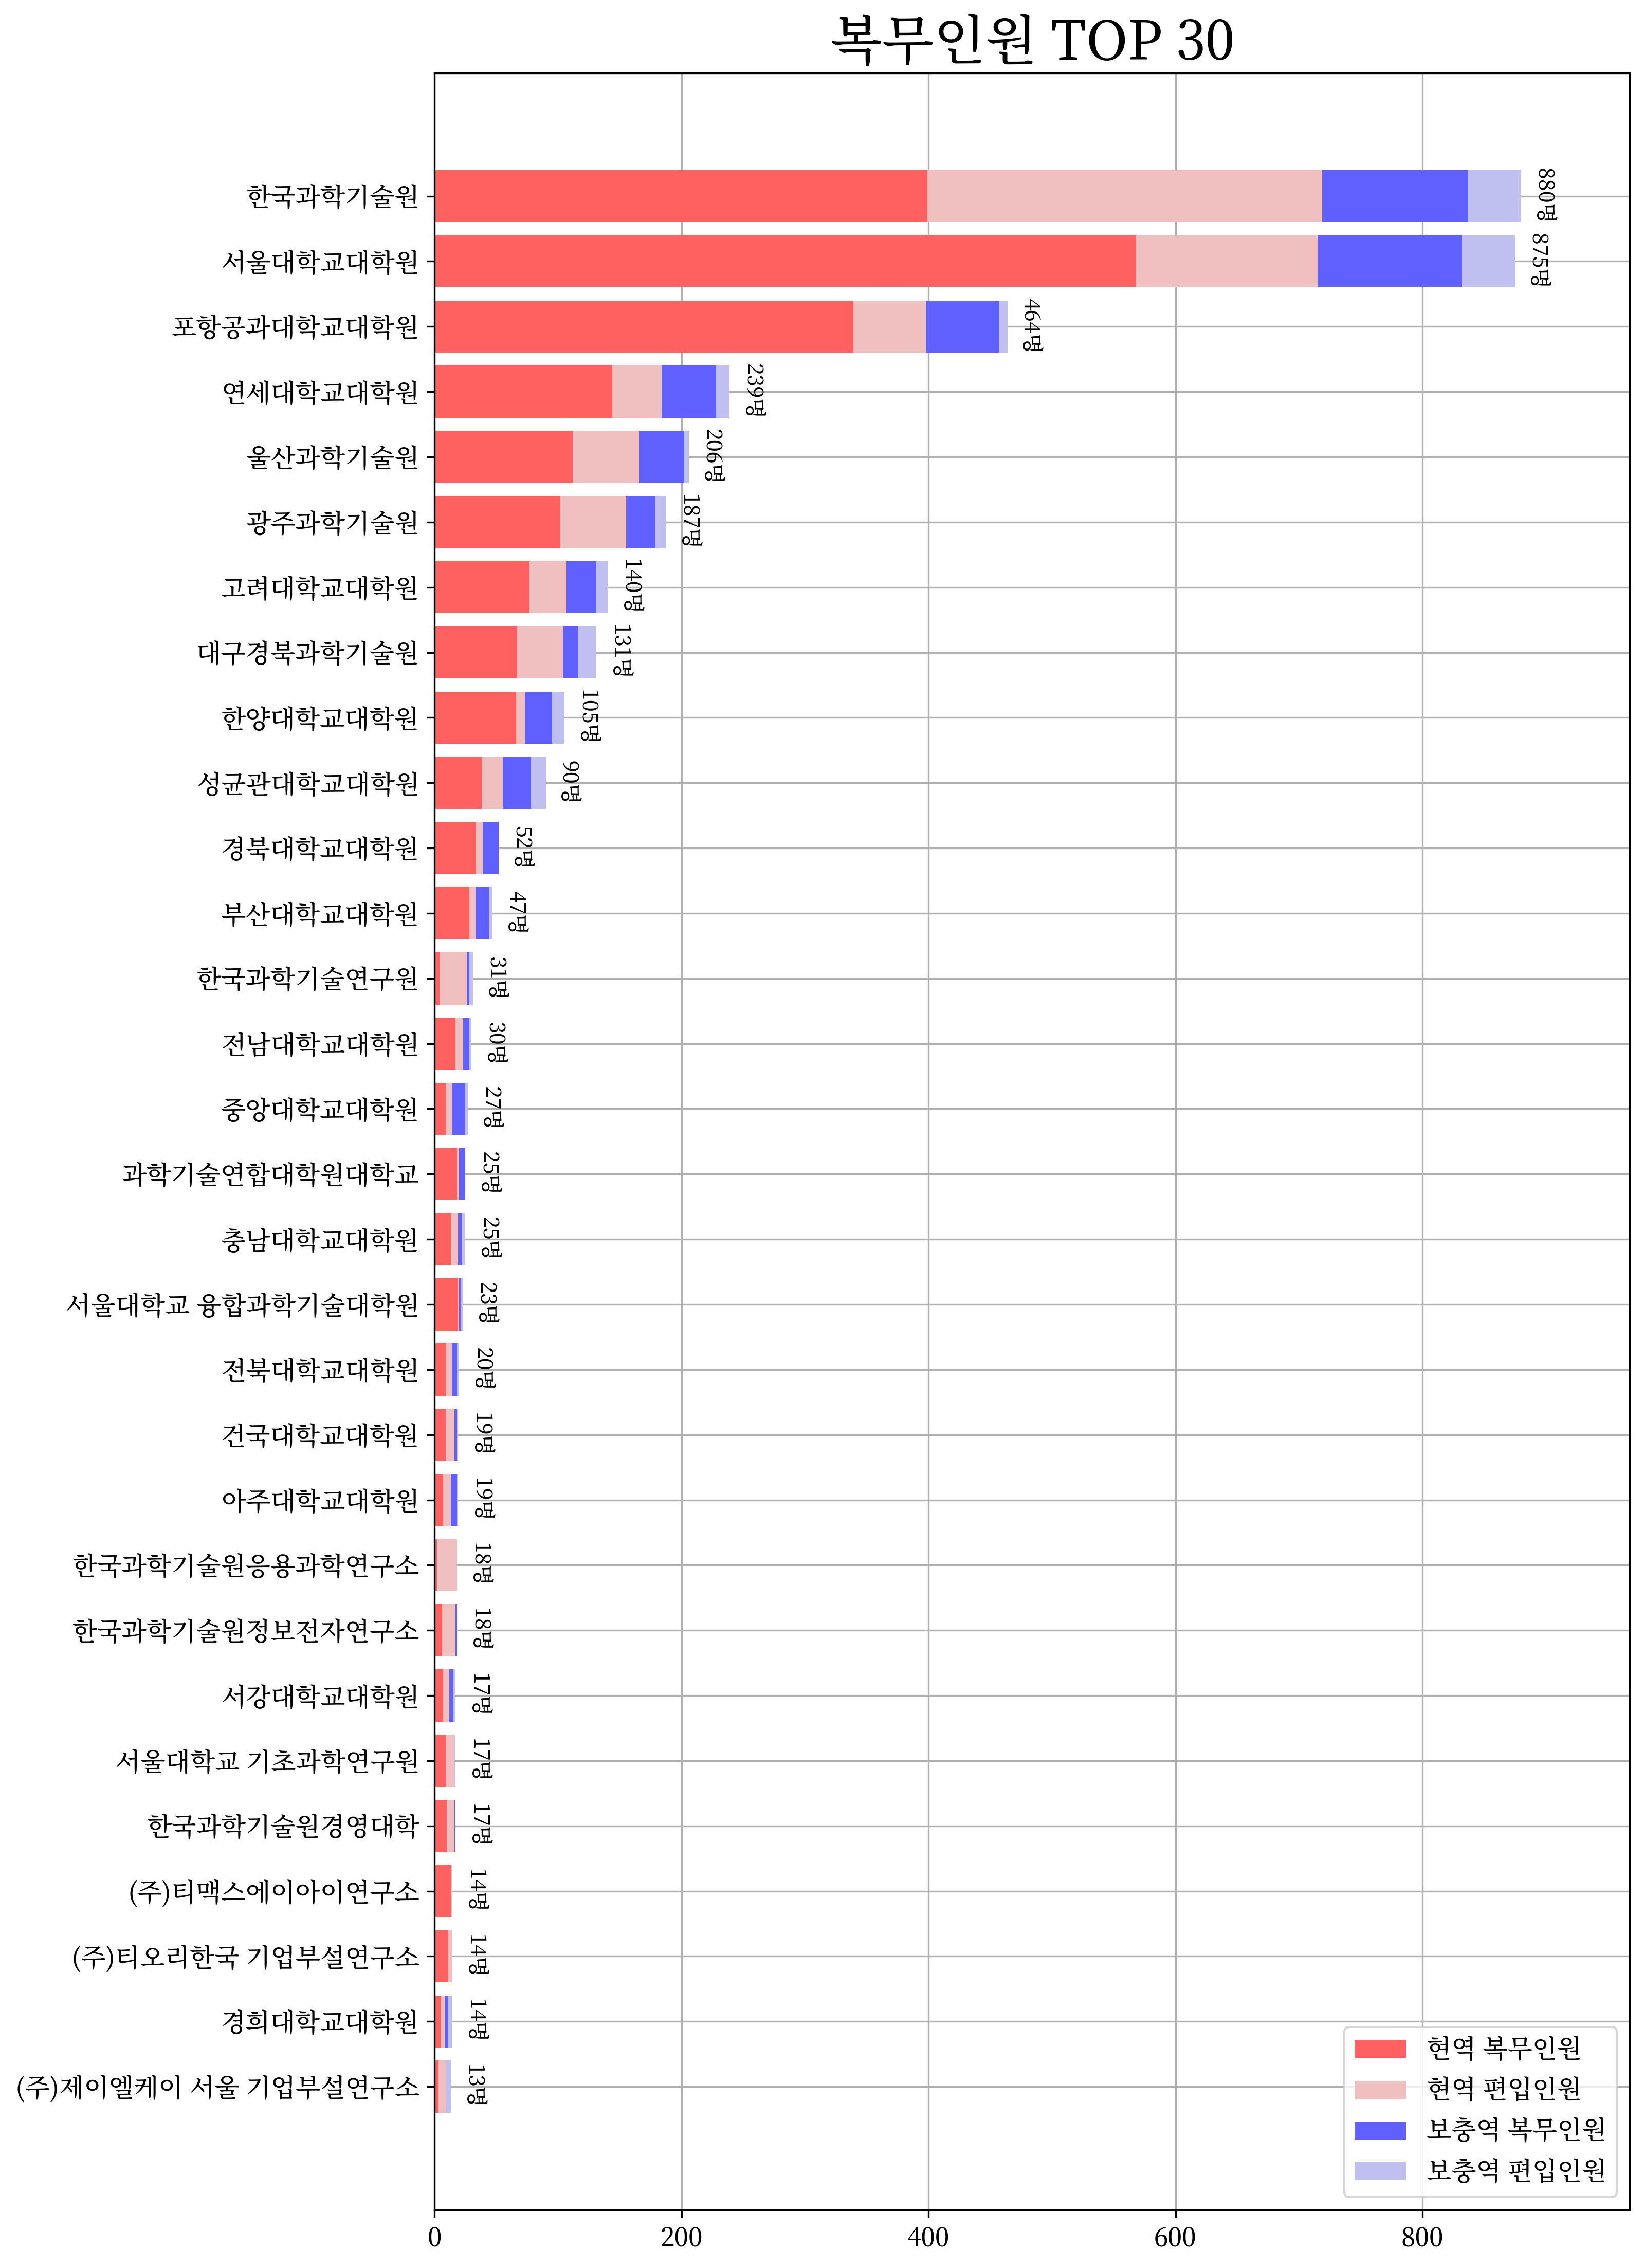 복무인원 TOP 30
한국과학기술원 880명
서울대학교대학원 875명
포항공과대학교대학원 464명
연세대학교대학원 239명
울산과학기술원 206명
광주과학기술원 187명
고려대학교대학원 140명
대구경북과학기술원 131명
한양대학교대학원 105명
성균관대학교대학원 90명
경북대학교대학원 52명
부산대학교대학원 47명
한국과학기술연구원 31명
전남대학교대학원 30명
중앙대학교대학원 27명
과학기술연합대학원대학교 25명
충남대학교대학원 25명
서울대학교 융합과학기술대학원 23명
전북대학교대학원 20명
건국대학교대학원 19명
아주대학교대학원 19명
한국과학기술원응용과학연구소 18명
한국과학기술원정보전자연구소 18명
서강대학교대학원 17명
서울대학교 기초과학연구원 17명
한국과학기술원경영대학 17명
(주)티맥스에이아이연구소 14명
(주)티오리한국 기업부설연구소 14명
경희대학교대학원 14명
(주)제이엘케이 서울 기업부설연구소 13명
현역 복무인원
현역 편입인원
보충역 복무인원
보충역 편입인원
0 200 400 600 800